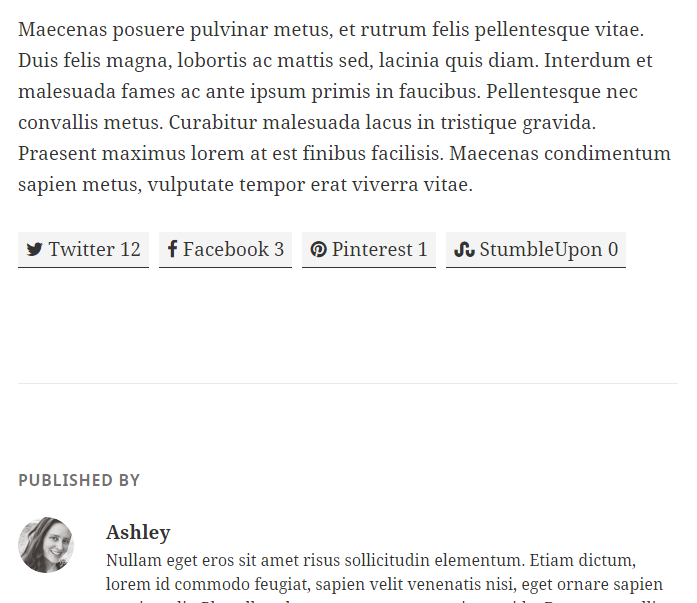 Maecenas posuere pulvinar metus, et rutrum felis pellentesque vitae.
Duis felis magna, lobortis ac mattis sed, lacinia quis diam. Interdum et
malesuada fames ac ante ipsum primis in faucibus. Pellentesque nec
convallis metus. Curabitur malesuada lacus in tristique gravida.
Praesent maximus lorem at est finibus facilisis. Maecenas condimentum
sapien metus, vulputate tempor erat viverra vitae.
Twitter 12 Facebook 3 Pinterest 1 StumbleUpon 0
PUBLISHED BY
Ashley
Nullam eget eros sit amet risus sollicitudin elementum. Etiam dictum,
lorem id commodo feugiat, sapien velit venenatis nisi, eget ornare sapien